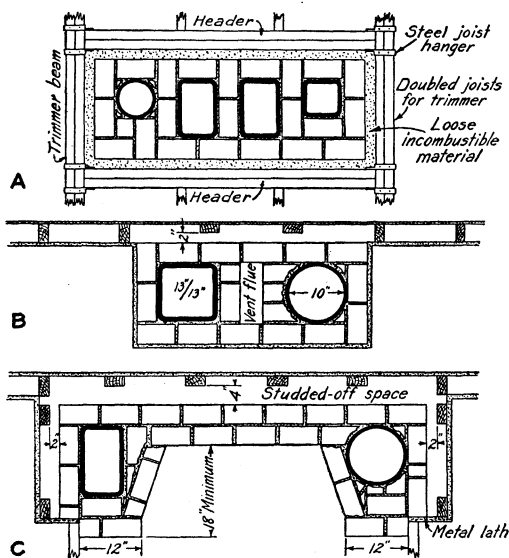 Header
Steel joist
hanger
Trimmer beam
Doubled joists
for trimmer
Loose
incombustible
material
A
Header
2"
13"/13"
Vent flue
10"
B
4"
Studded-off space
2"
2"
18" Minimum
Metal lath
C
12"
12"